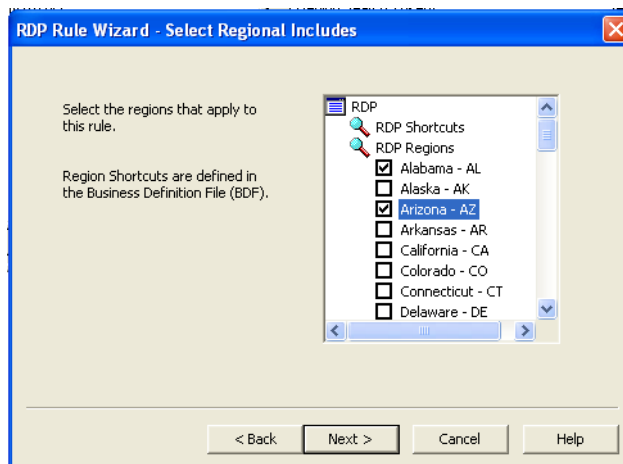 RDP Rule Wizard - Select Regional Includes
Select the regions that apply to
this rule.
Region Shortcuts are defined in
the Business Definition File (BDF).
RDP
RDP Shortcuts
RDP Regions
Alabama - AL
Alaska - AK
Arizona - AZ
Arkansas - AR
California - CA
Colorado - CO
Connecticut - CT
Delaware - DE
< Back Next > Cancel Help